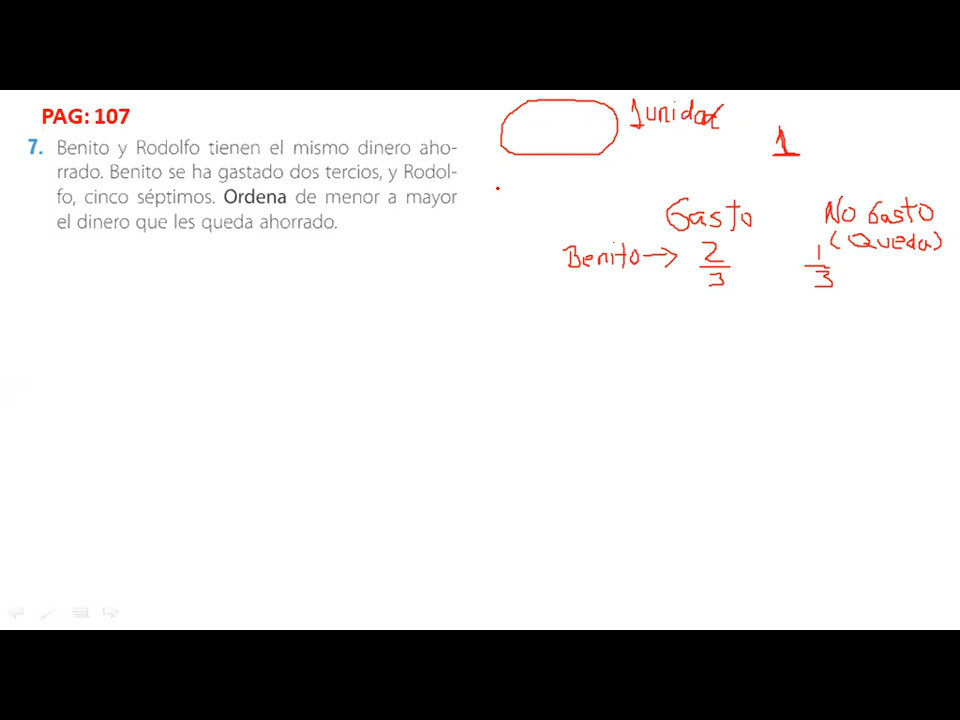 PAG: 107
7. Benito y Rodolfo tienen el mismo dinero aho-
rrado. Benito se ha gastado dos tercios, y Rodol-
fo, cinco séptimos. Ordena de menor a mayor
el dinero que les queda ahorrado.
1 unidad
1
Gasto No Gasto
(Queda)
Benito → 2/3 1/3